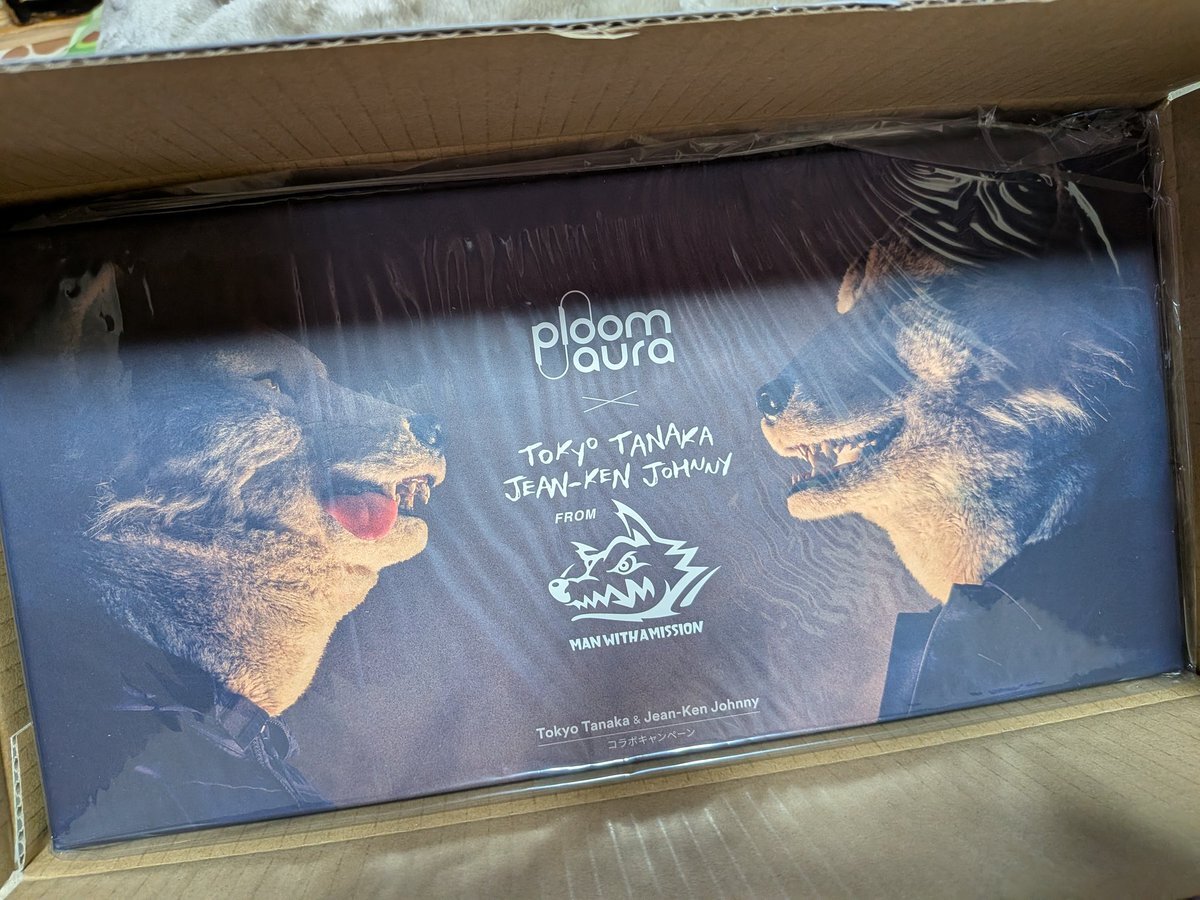 ploom
aura
×
TOKYO TANAKA
JEAN-KEN JOHNNY
FROM
MAN WITH A MISSION
Tokyo Tanaka & Jean-Ken Johnny
コラボキャンペーン